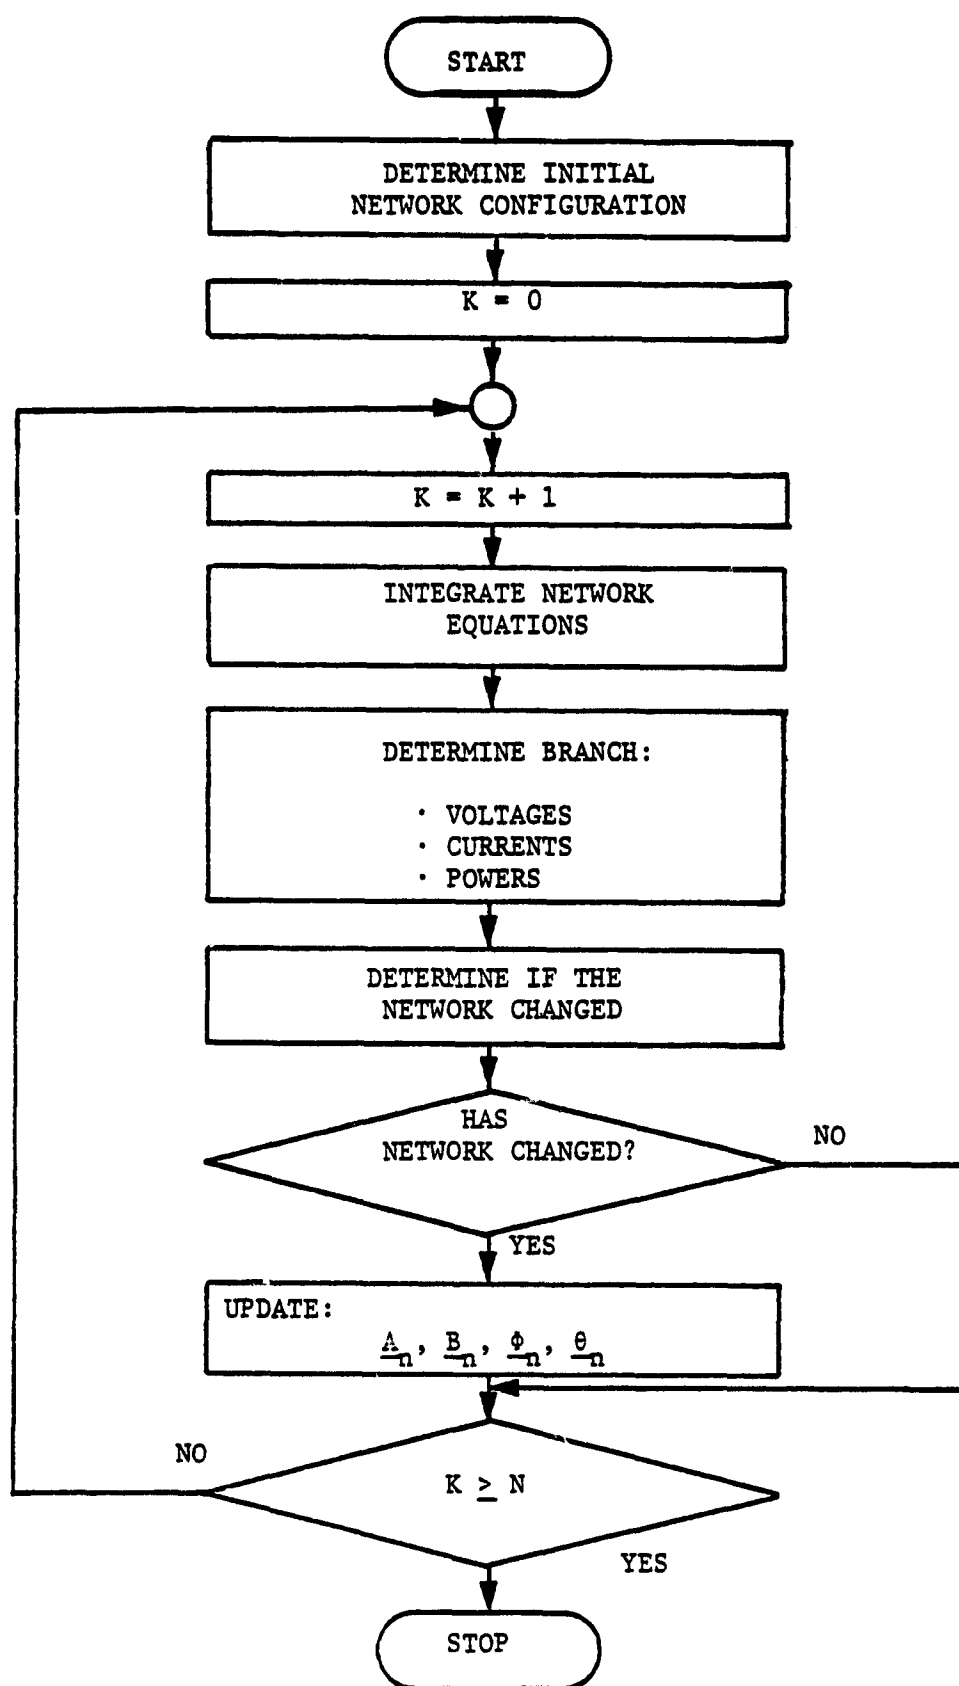 START
DETERMINE INITIAL
NETWORK CONFIGURATION
K = 0
K = K + 1
INTEGRATE NETWORK
EQUATIONS
DETERMINE BRANCH:
· VOLTAGES
· CURRENTS
· POWERS
DETERMINE IF THE
NETWORK CHANGED
HAS
NETWORK CHANGED?
NO
YES
UPDATE:
A_n, B_n, Φ_n, θ_n
NO
K ≥ N
YES
STOP